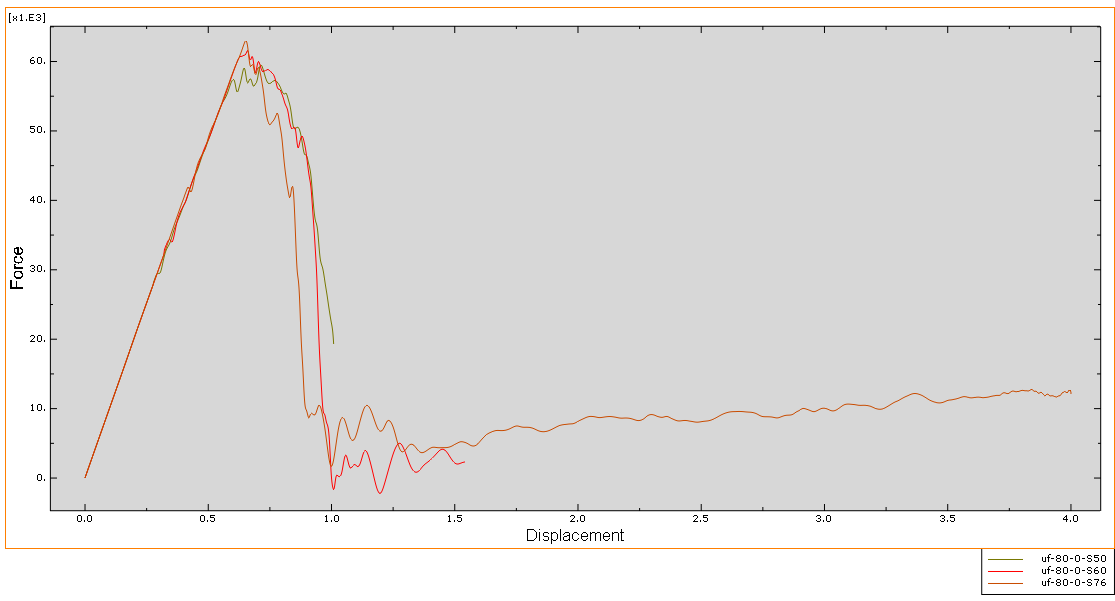 [x1.E3]
60.
50.
40.
30.
20.
10.
0.
Force
0.0 0.5 1.0 1.5 2.0 2.5 3.0 3.5 4.0
Displacement
uf-80-0-S50
uf-80-0-S60
uf-80-0-S76